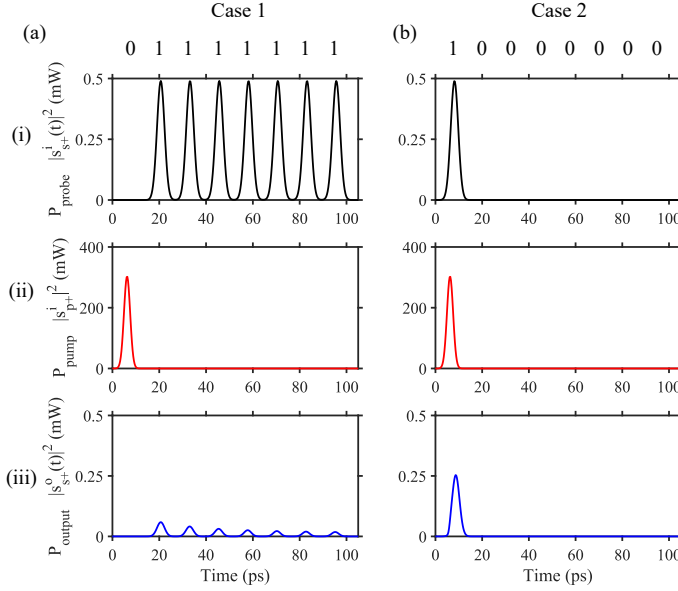 Case 1
Case 2
(a)
(b)
0 1 1 1 1 1 1 1
1 0 0 0 0 0 0 0
(i)
P_probe |s^i_s+(t)|^2 (mW)
0.5
0.25
0
0 20 40 60 80 100
0.5
0.25
0
0 20 40 60 80 100
(ii)
P_pump |s^i_p+|^2 (mW)
400
200
0
0 20 40 60 80 100
400
200
0
0 20 40 60 80 100
(iii)
P_output |s^o_s+(t)|^2 (mW)
0.5
0.25
0
0 20 40 60 80 100
Time (ps)
0.5
0.25
0
0 20 40 60 80 100
Time (ps)